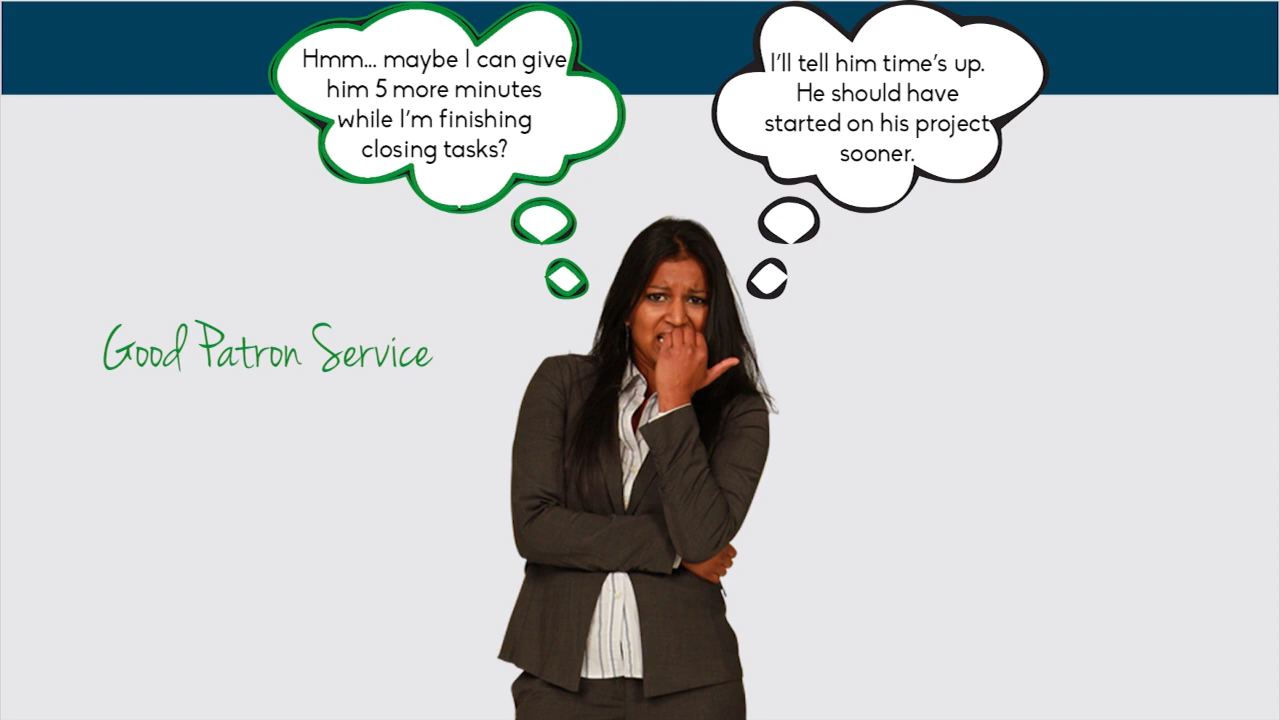 Hmm... maybe I can give
him 5 more minutes
while I'm finishing
closing tasks?
I'll tell him time's up.
He should have
started on his project
sooner.
Good Patron Service